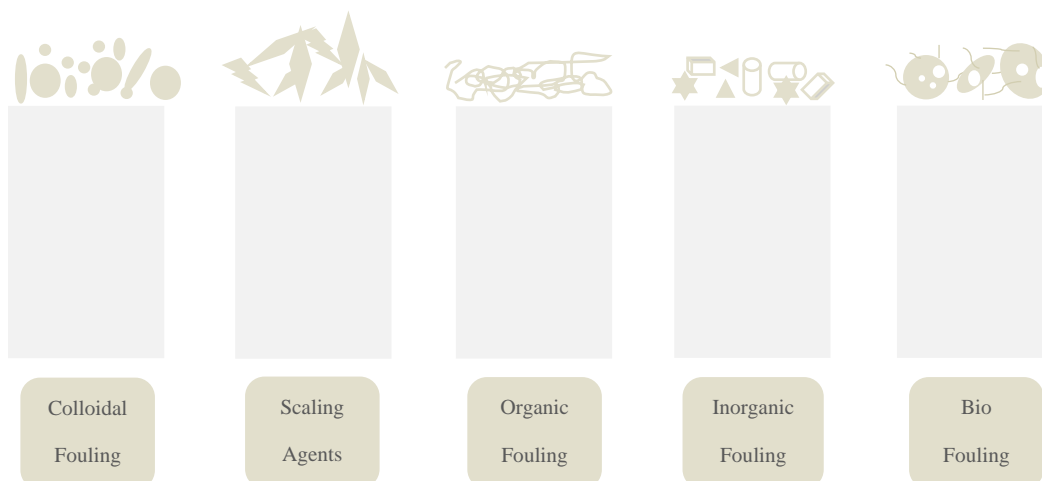 Colloidal
Fouling
Scaling
Agents
Organic
Fouling
Inorganic
Fouling
Bio
Fouling